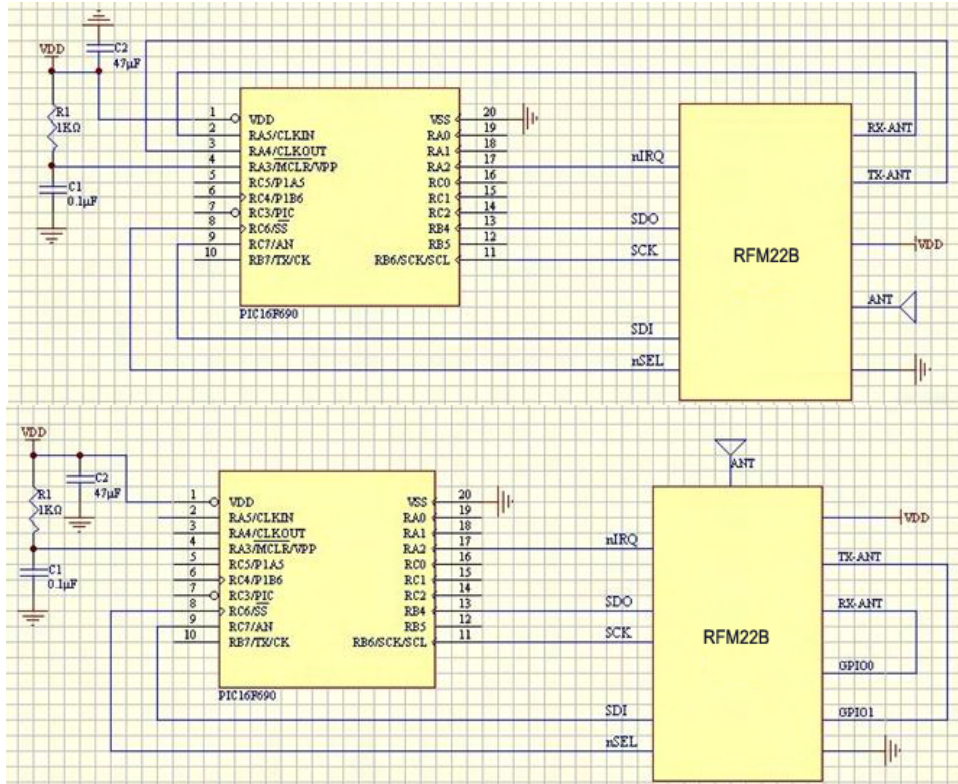 VDD
C2
47µF
R1
1KΩ
C1
0.1µF
1 VDD
2 RA5/CLKIN
3 RA4/CLKOUT
4 RA3/MCLR/VPP
5 RC5/P1A5
6 RC4/P1B6
7 RC3/PIC
8 RC6/SS
9 RC7/AN
10 RB7/TX/CK
VSS 20
RA0 19
RA1 18
RA2 17
RC0 16
RC1 15
RC2 14
RB4 13
RB5 12
RB6/SCK/SCL 11
PIC16F690
nIRQ
SDO
SCK
SDI
nSEL
RFM22B
RX-ANT
TX-ANT
VDD
ANT
VDD
C2
47µF
R1
1KΩ
C1
0.1µF
1 VDD
2 RA5/CLKIN
3 RA4/CLKOUT
4 RA3/MCLR/VPP
5 RC5/P1A5
6 RC4/P1B6
7 RC3/PIC
8 RC6/SS
9 RC7/AN
10 RB7/TX/CK
VSS 20
RA0 19
RA1 18
RA2 17
RC0 16
RC1 15
RC2 14
RB4 13
RB5 12
RB6/SCK/SCL 11
PIC16F690
nIRQ
SDO
SCK
SDI
nSEL
ANT
RFM22B
VDD
TX-ANT
RX-ANT
GPIO0
GPIO1